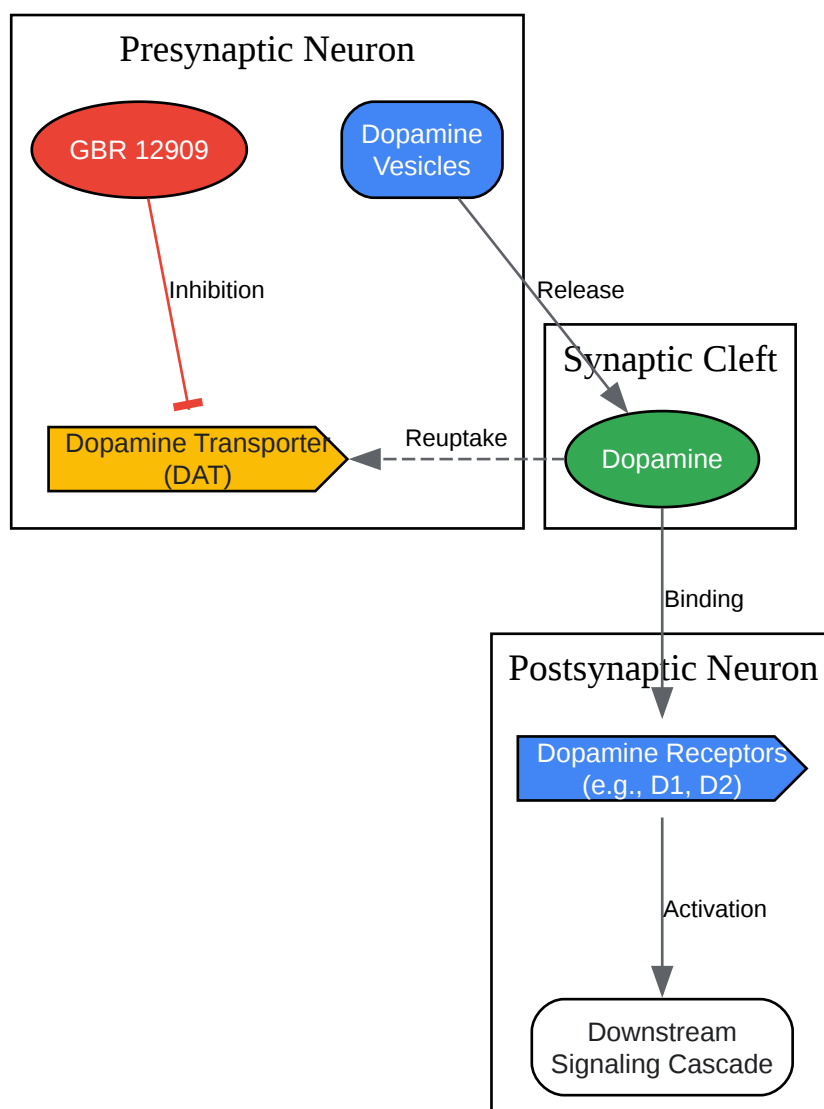 Presynaptic Neuron
GBR 12909
Dopamine
Vesicles
Inhibition
Release
Synaptic Cleft
Dopamine Transporter
(DAT)
Reuptake
Dopamine
Binding
Postsynaptic Neuron
Dopamine Receptors
(e.g., D1, D2)
Activation
Downstream
Signaling Cascade